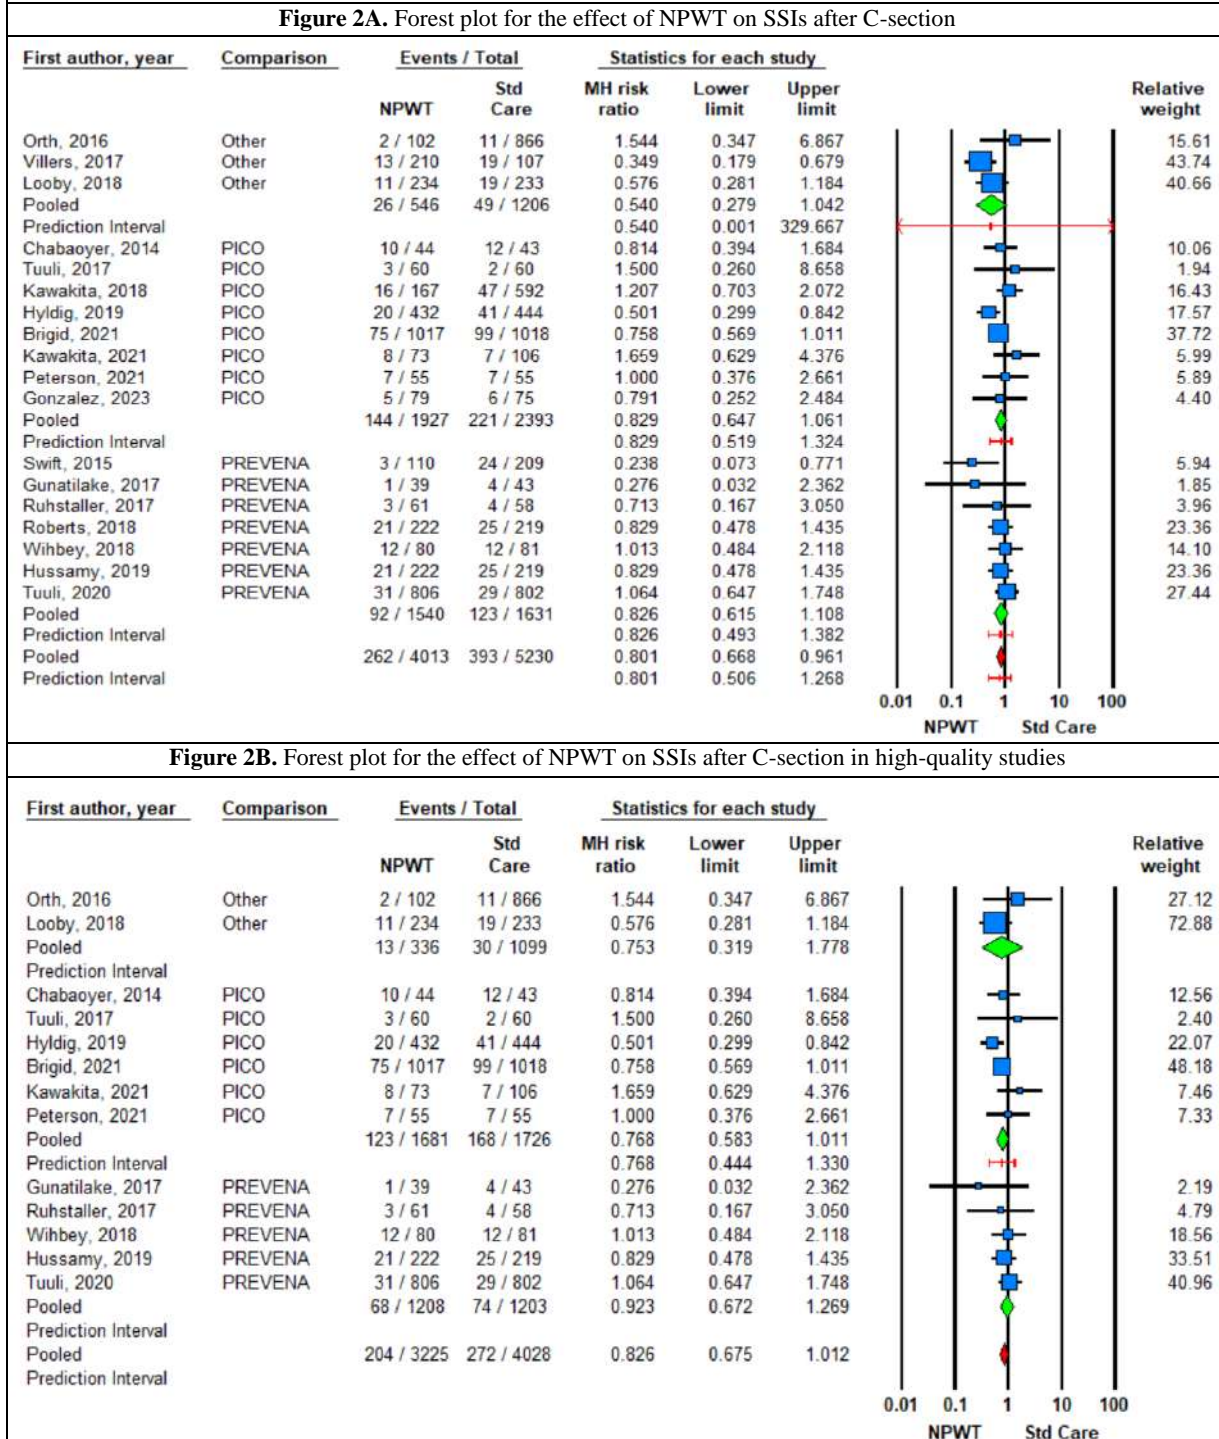 Figure 2A. Forest plot for the effect of NPWT on SSIs after C-section
First author, year Comparison Events / Total Statistics for each study
NPWT Std Care MH risk ratio Lower limit Upper limit Relative weight
Orth, 2016 Other 2 / 102 11 / 866 1.544 0.347 6.867 15.61
Villers, 2017 Other 13 / 210 19 / 107 0.349 0.179 0.679 43.74
Looby, 2018 Other 11 / 234 19 / 233 0.576 0.281 1.184 40.66
Pooled 26 / 546 49 / 1206 0.540 0.279 1.042
Prediction Interval 0.540 0.001 329.667
Chabaoyer, 2014 PICO 10 / 44 12 / 43 0.814 0.394 1.684 10.06
Tuuli, 2017 PICO 3 / 60 2 / 60 1.500 0.260 8.658 1.94
Kawakita, 2018 PICO 16 / 167 47 / 592 1.207 0.703 2.072 16.43
Hyldig, 2019 PICO 20 / 432 41 / 444 0.501 0.299 0.842 17.57
Brigid, 2021 PICO 75 / 1017 99 / 1018 0.758 0.569 1.011 37.72
Kawakita, 2021 PICO 8 / 73 7 / 106 1.659 0.629 4.376 5.99
Peterson, 2021 PICO 7 / 55 7 / 55 1.000 0.376 2.661 5.89
Gonzalez, 2023 PICO 5 / 79 6 / 75 0.791 0.252 2.484 4.40
Pooled 144 / 1927 221 / 2393 0.829 0.647 1.061
Prediction Interval 0.829 0.519 1.324
Swift, 2015 PREVENA 3 / 110 24 / 209 0.238 0.073 0.771 5.94
Gunatilake, 2017 PREVENA 1 / 39 4 / 43 0.276 0.032 2.362 1.85
Ruhstaller, 2017 PREVENA 3 / 61 4 / 58 0.713 0.167 3.050 3.96
Roberts, 2018 PREVENA 21 / 222 25 / 219 0.829 0.478 1.435 23.36
Wihbey, 2018 PREVENA 12 / 80 12 / 81 1.013 0.484 2.118 14.10
Hussamy, 2019 PREVENA 21 / 222 25 / 219 0.829 0.478 1.435 23.36
Tuuli, 2020 PREVENA 31 / 806 29 / 802 1.064 0.647 1.748 27.44
Pooled 92 / 1540 123 / 1631 0.826 0.615 1.108
Prediction Interval 0.826 0.493 1.382
Pooled 262 / 4013 393 / 5230 0.801 0.668 0.961
Prediction Interval 0.801 0.506 1.268
0.01 0.1 1 10 100
NPWT Std Care
Figure 2B. Forest plot for the effect of NPWT on SSIs after C-section in high-quality studies
First author, year Comparison Events / Total Statistics for each study
NPWT Std Care MH risk ratio Lower limit Upper limit Relative weight
Orth, 2016 Other 2 / 102 11 / 866 1.544 0.347 6.867 27.12
Looby, 2018 Other 11 / 234 19 / 233 0.576 0.281 1.184 72.88
Pooled 13 / 336 30 / 1099 0.753 0.319 1.778
Prediction Interval
Chabaoyer, 2014 PICO 10 / 44 12 / 43 0.814 0.394 1.684 12.56
Tuuli, 2017 PICO 3 / 60 2 / 60 1.500 0.260 8.658 2.40
Hyldig, 2019 PICO 20 / 432 41 / 444 0.501 0.299 0.842 22.07
Brigid, 2021 PICO 75 / 1017 99 / 1018 0.758 0.569 1.011 48.18
Kawakita, 2021 PICO 8 / 73 7 / 106 1.659 0.629 4.376 7.46
Peterson, 2021 PICO 7 / 55 7 / 55 1.000 0.376 2.661 7.33
Pooled 123 / 1681 168 / 1726 0.768 0.583 1.011
Prediction Interval 0.768 0.444 1.330
Gunatilake, 2017 PREVENA 1 / 39 4 / 43 0.276 0.032 2.362 2.19
Ruhstaller, 2017 PREVENA 3 / 61 4 / 58 0.713 0.167 3.050 4.79
Wihbey, 2018 PREVENA 12 / 80 12 / 81 1.013 0.484 2.118 18.56
Hussamy, 2019 PREVENA 21 / 222 25 / 219 0.829 0.478 1.435 33.51
Tuuli, 2020 PREVENA 31 / 806 29 / 802 1.064 0.647 1.748 40.96
Pooled 68 / 1208 74 / 1203 0.923 0.672 1.269
Prediction Interval
Pooled 204 / 3225 272 / 4028 0.826 0.675 1.012
Prediction Interval
0.01 0.1 1 10 100
NPWT Std Care